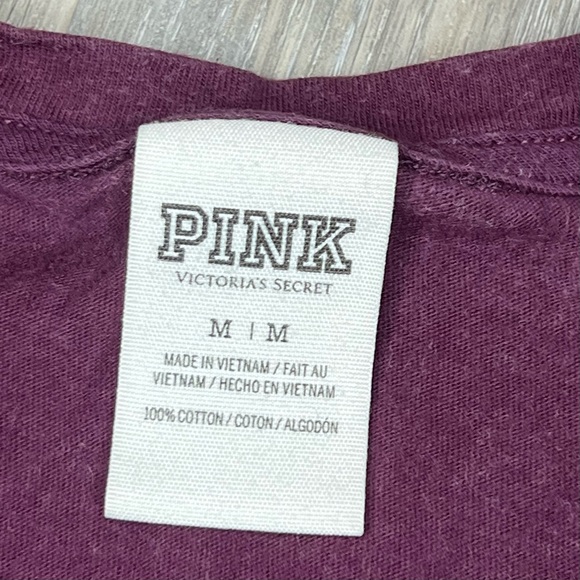 PINK
VICTORIA'S SECRET
M | M
MADE IN VIETNAM / FAIT AU
VIETNAM / HECHO EN VIETNAM
100% COTTON / COTON / ALGODÓN